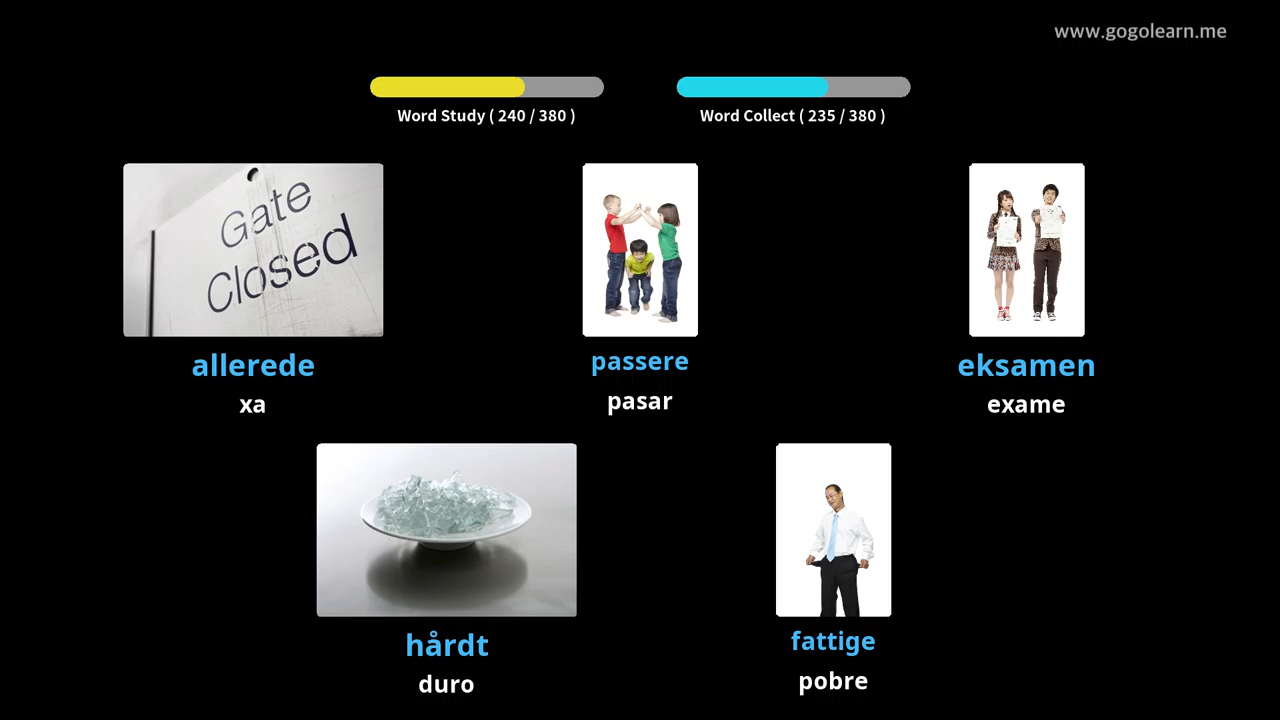 www.gogolearn.me
Word Study ( 240 / 380 )
Word Collect ( 235 / 380 )
Gate
Closed
allerede
xa
passere
pasar
eksamen
exame
hårdt
duro
fattige
pobre